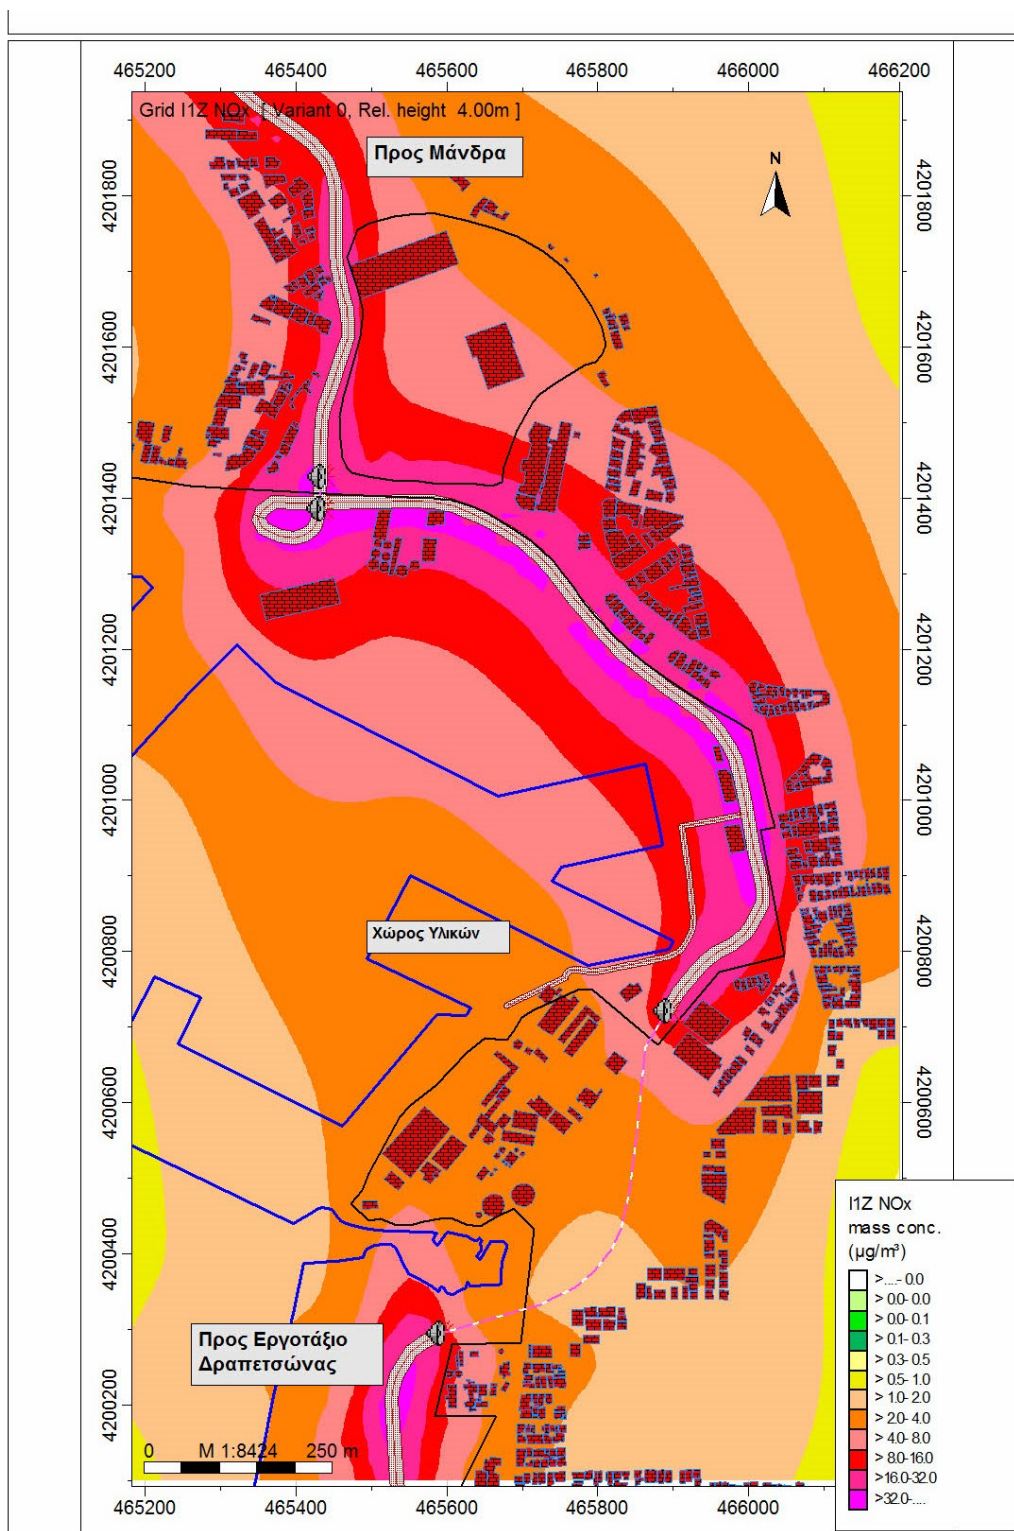 465200 465400 465600 465800 466000 466200
Grid I1Z NOx [ Variant 0, Rel. height 4.00m ]
Προς Μάνδρα
N
4201800 4201800
4201600 4201600
4201400 4201400
4201200 4201200
4201000 4201000
Χώρος Υλικών
4200800 4200800
4200600 4200600
4200400
I1Z NOx
mass conc.
(µg/m³)
>....- 0.0
> 0.0- 0.0
> 0.0- 0.1
> 0.1- 0.3
> 0.3- 0.5
> 0.5- 1.0
> 1.0- 2.0
> 2.0- 4.0
> 4.0- 8.0
> 8.0-16.0
>16.0-32.0
>32.0-....
Προς Εργοτάξιο
Δραπετσώνας
4200200
0 M 1:8424 250 m
465200 465400 465600 465800 466000